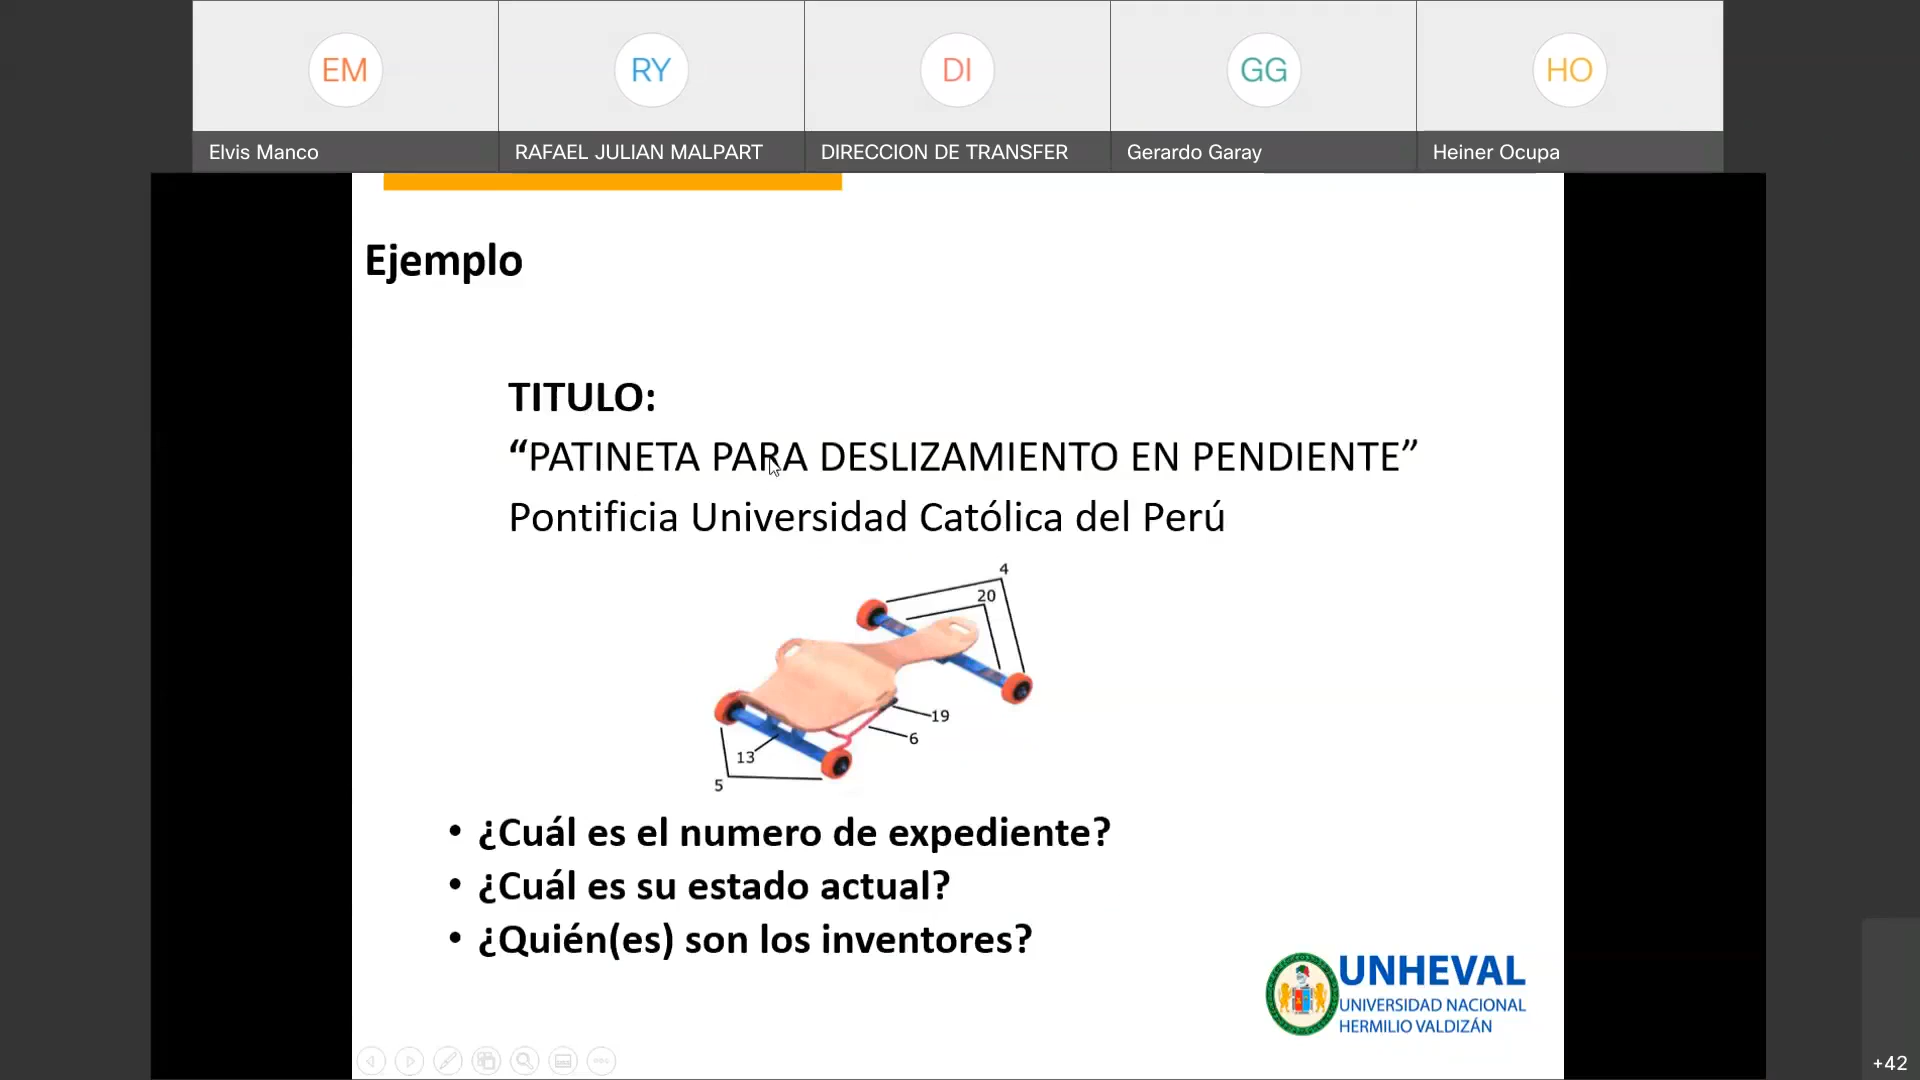 EM
RY
DI
GG
HO
Elvis Manco
RAFAEL JULIAN MALPART
DIRECCION DE TRANSFER
Gerardo Garay
Heiner Ocupa
Ejemplo
TITULO:
“PATINETA PARA DESLIZAMIENTO EN PENDIENTE”
Pontificia Universidad Católica del Perú
4
20
19
6
13
5
• ¿Cuál es el numero de expediente?
• ¿Cuál es su estado actual?
• ¿Quién(es) son los inventores?
UNHEVAL
UNIVERSIDAD NACIONAL
HERMILIO VALDIZÁN
+42